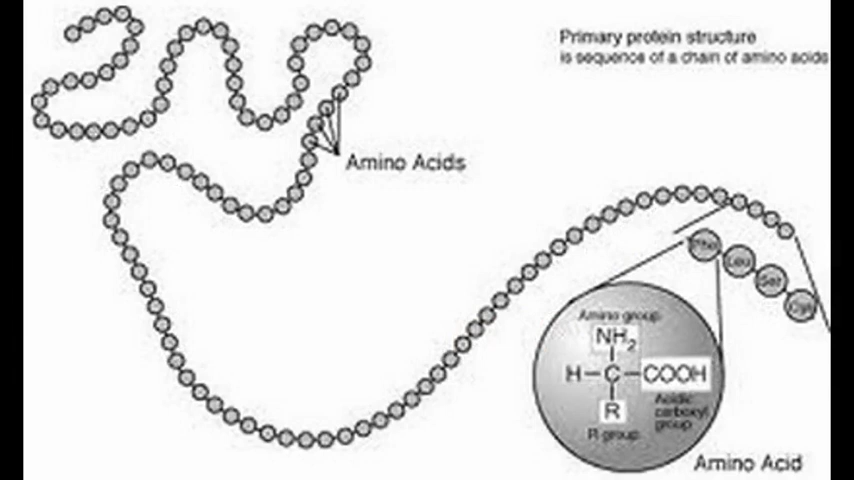 Primary protein structure
is sequence of a chain of amino acids
Amino Acids
Phe
Leu
Ser
Cys
Amino group
NH2
H-C-COOH
R
Acidic
carboxyl
group
R group
Amino Acid